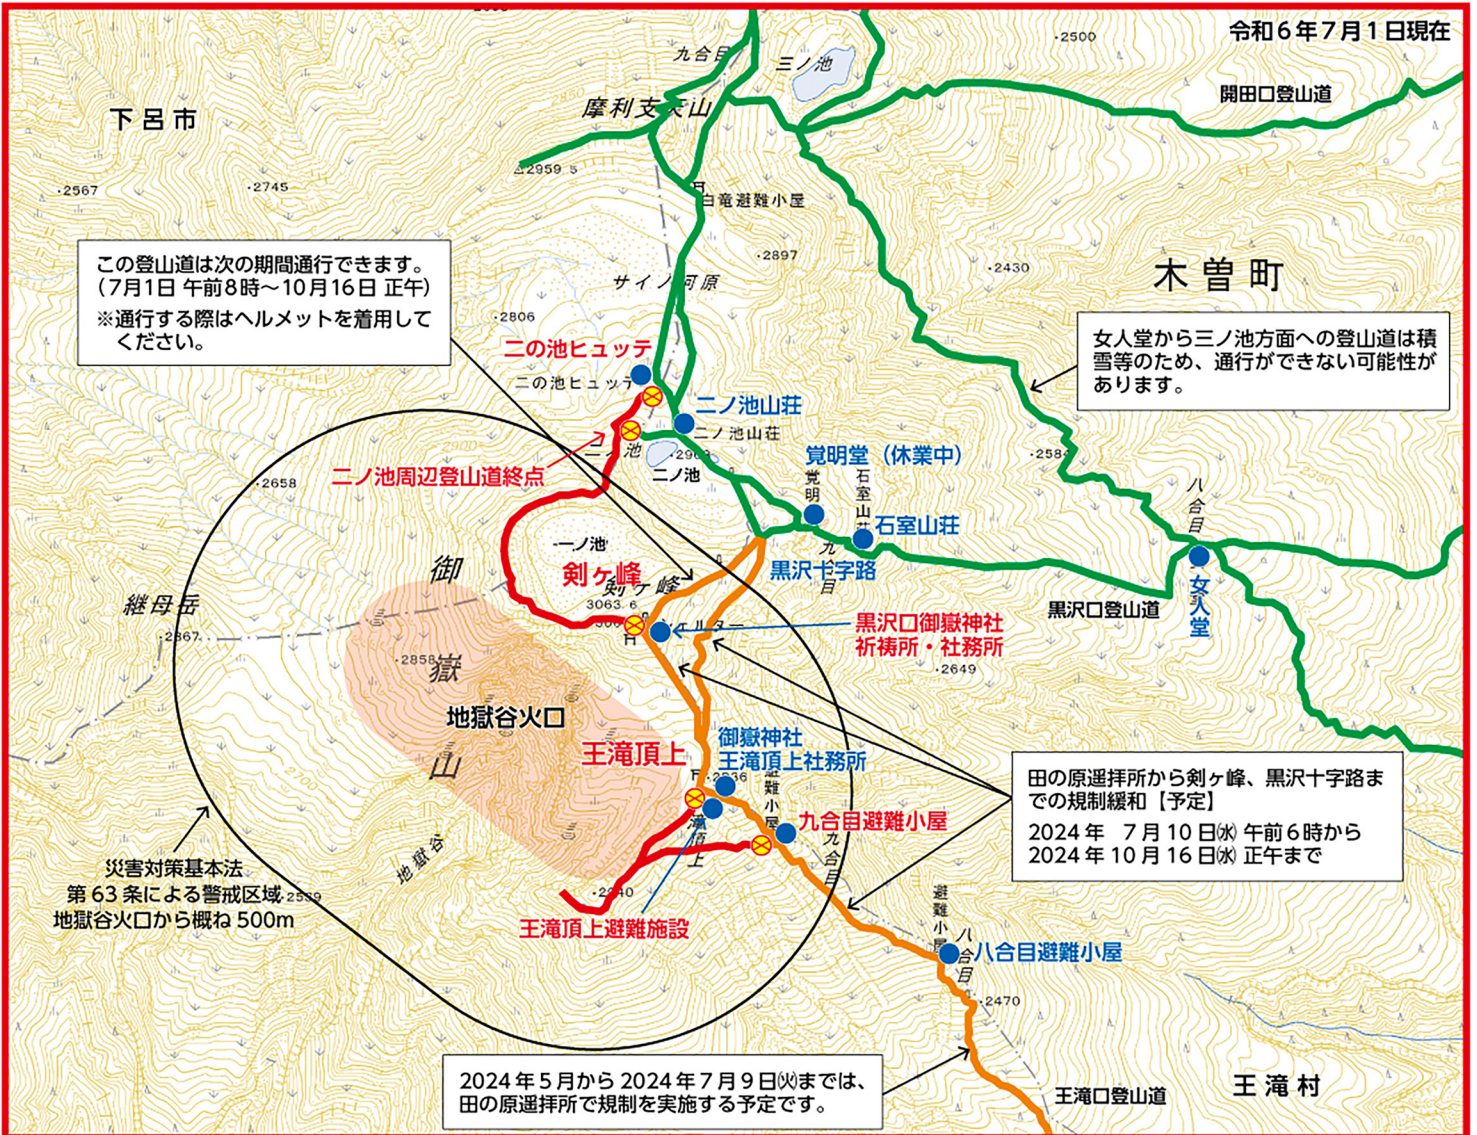 令和6年7月1日現在
・2500
九合目
三ノ池
開田口登山道
摩利支天山
下呂市
2850
2959.5
・2567
・2745
白竜避難小屋
・2897
・2430
木曽町
2100
サイノ河原
この登山道は次の期間通行できます。
（7月1日 午前8時～10月16日 正午）
※通行する際はヘルメットを着用して
ください。
・2806
女人堂から三ノ池方面への登山道は積
雪等のため、通行ができない可能性が
あります。
二の池ヒュッテ
二の池ヒュッテ
二ノ池山荘
二ノ池山荘
2900
二ノ池
二ノ池
二ノ池周辺登山道終点
覚明堂（休業中）
覚明
石室山荘
石室山荘
・2584
・2658
八合目
一ノ池
剣ヶ峰
剣ヶ峰
3063.6
黒沢十字路
九合目
黒沢口登山道
女人堂
御嶽山
継母岳
・2867
・2858
シェルター
黒沢口御嶽神社
祈祷所・社務所
・2649
地獄谷火口
王滝頂上
御嶽神社
王滝頂上社務所
・2936
避難小屋
田の原遥拝所から剣ヶ峰、黒沢十字路ま
での規制緩和【予定】
2024年　7月10日㈬ 午前6時から
2024年10月16日㈬ 正午まで
九合目避難小屋
九合目
滝頂上
地獄谷
災害対策基本法
第63条による警戒区域
地獄谷火口から概ね500m
王滝頂上避難施設
避難小屋
八合目
八合目避難小屋
・2470
2024年5月から2024年7月9日㈫までは、
田の原遥拝所で規制を実施する予定です。
王滝口登山道
王滝村